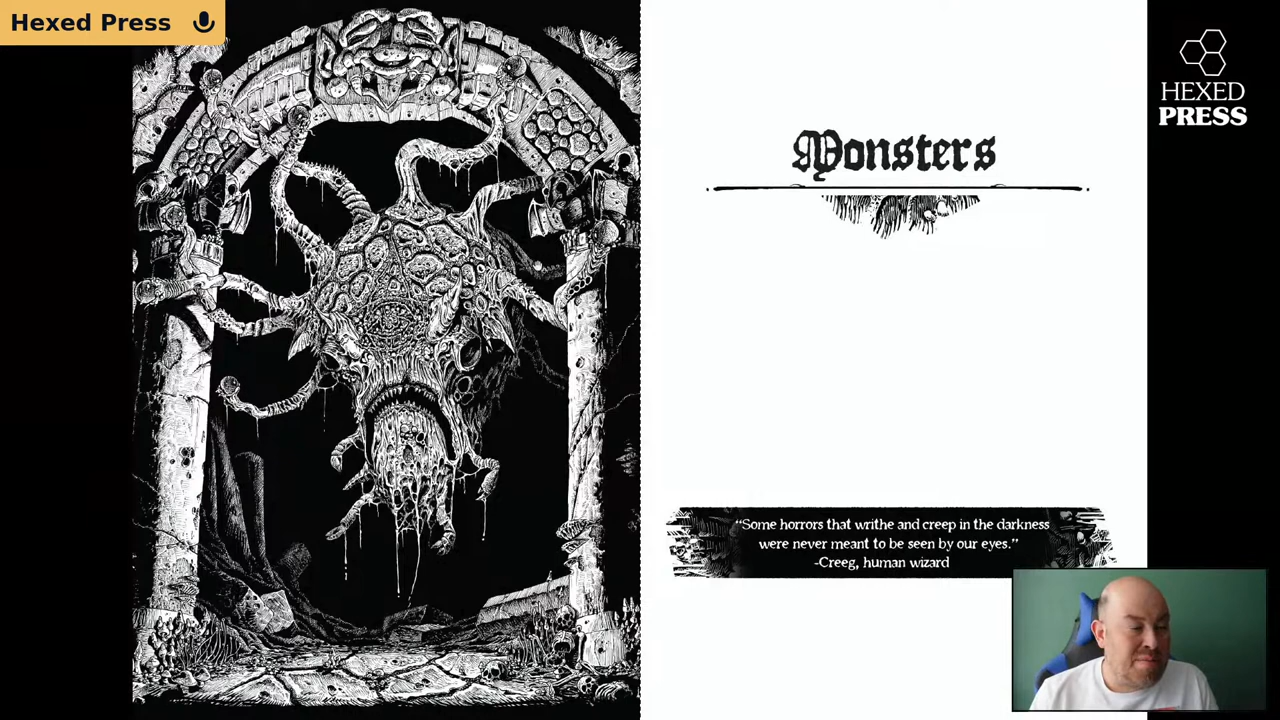 Hexed Press
HEXED
PRESS
Monsters
“Some horrors that writhe and creep in the darkness
were never meant to be seen by our eyes.”
-Creeg, human wizard